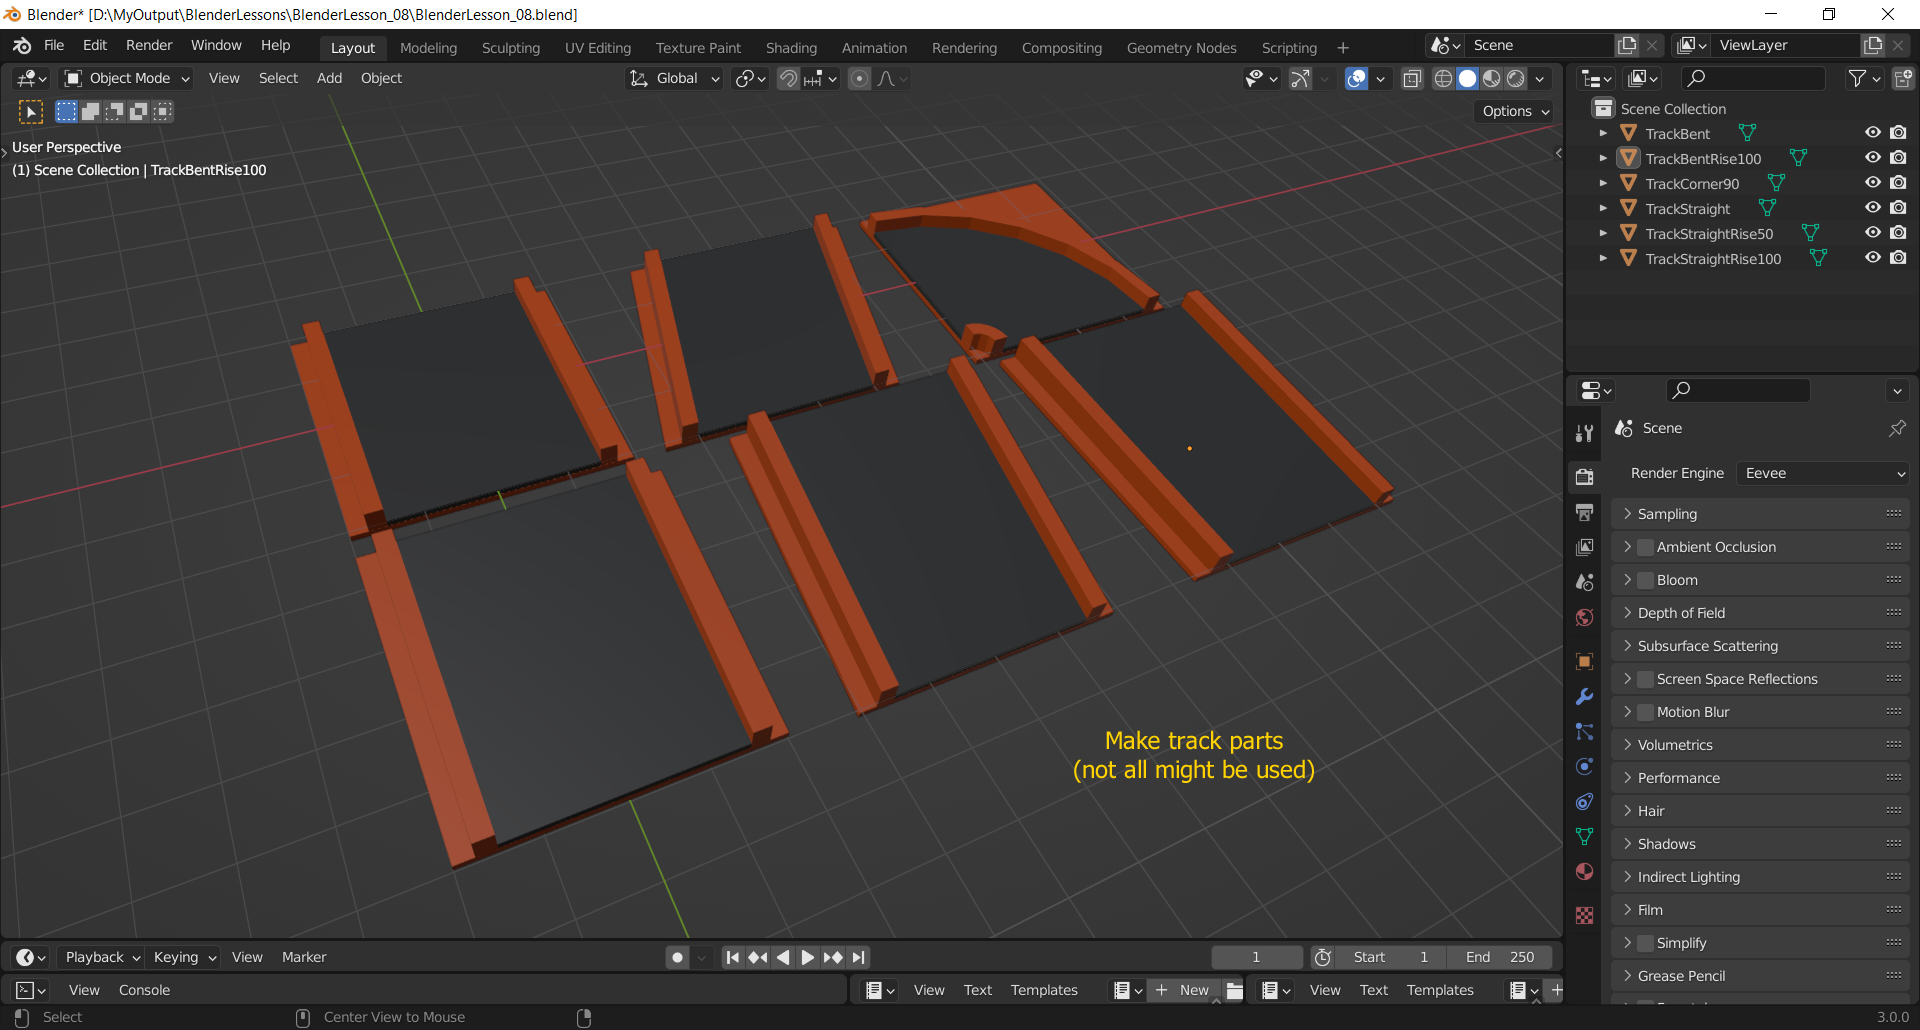 Blender* [D:\MyOutput\BlenderLessons\BlenderLesson_08\BlenderLesson_08.blend]
File Edit Render Window Help Layout Modeling Sculpting UV Editing Texture Paint Shading Animation Rendering Compositing Geometry Nodes Scripting + Scene ViewLayer
Object Mode View Select Add Object Global
Options
User Perspective
(1) Scene Collection | TrackBentRise100
Scene Collection
TrackBent
TrackBentRise100
TrackCorner90
TrackStraight
TrackStraightRise50
TrackStraightRise100
Scene
Render Engine Eevee
Sampling
Ambient Occlusion
Bloom
Depth of Field
Subsurface Scattering
Screen Space Reflections
Motion Blur
Volumetrics
Performance
Hair
Shadows
Indirect Lighting
Film
Simplify
Grease Pencil
Make track parts
(not all might be used)
Playback Keying View Marker 1 Start 1 End 250
View Console View Text Templates + New View Text Templates +
Select Center View to Mouse 3.0.0